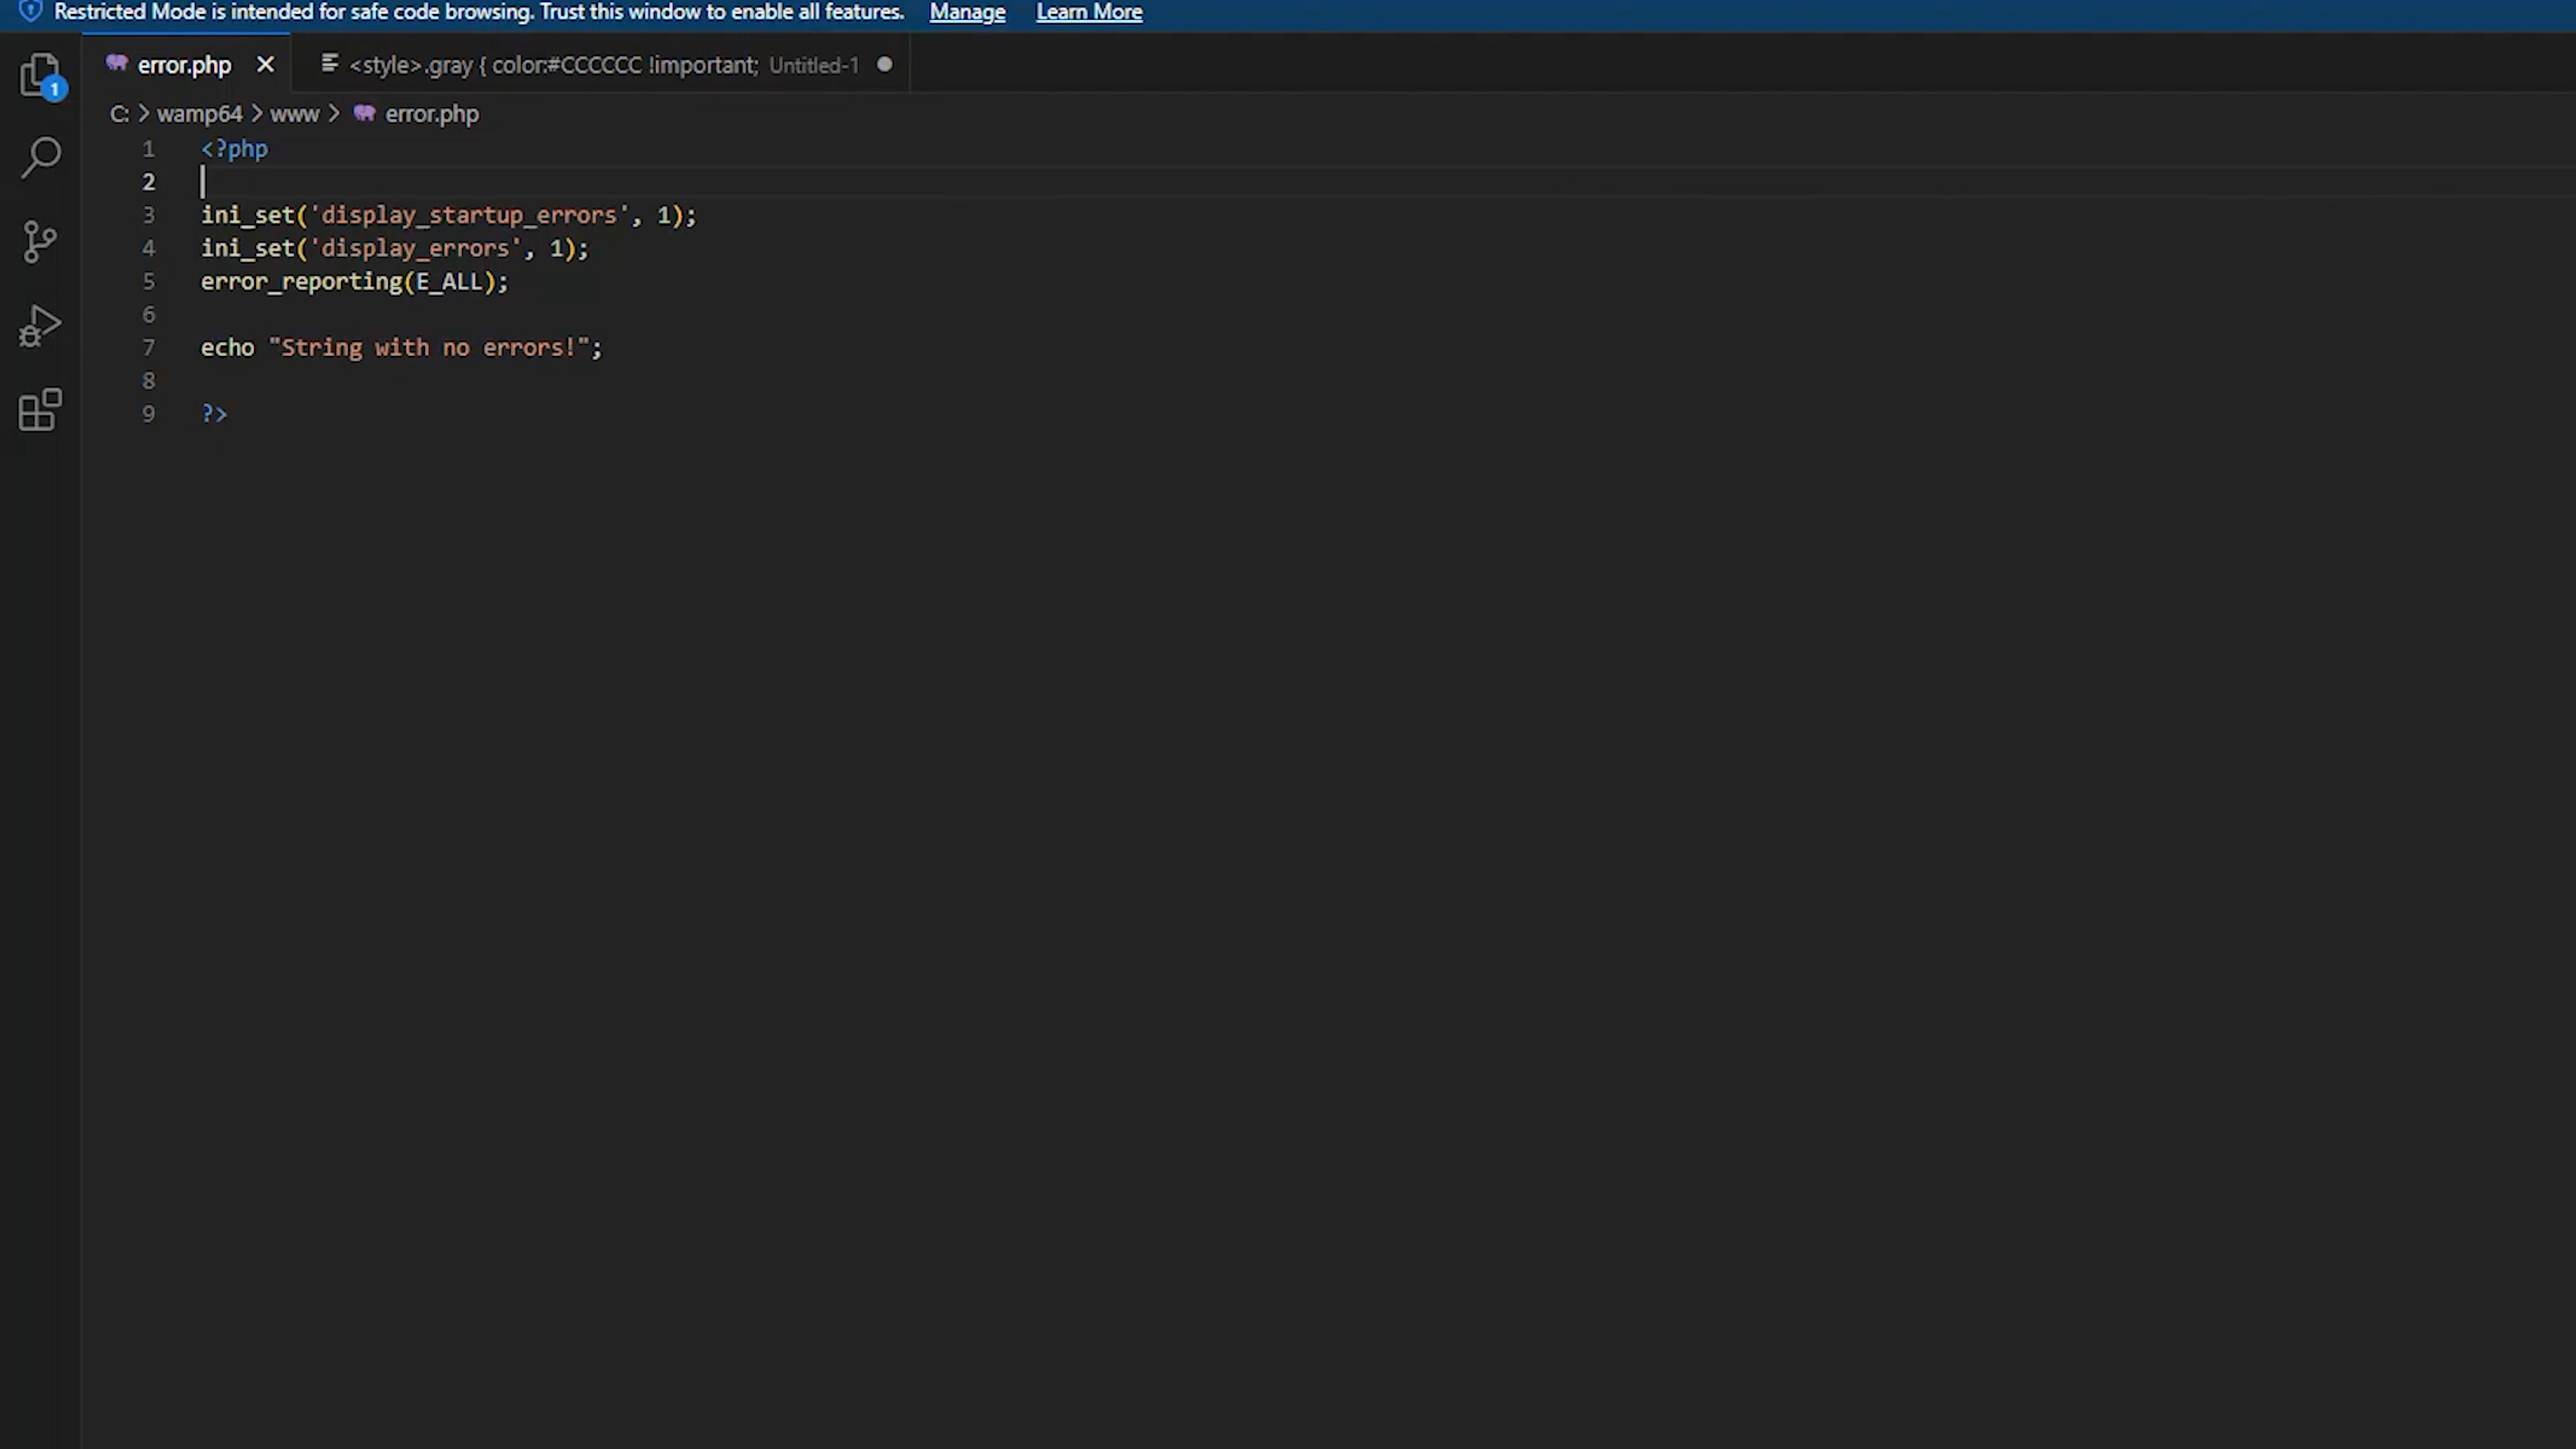 Restricted Mode is intended for safe code browsing. Trust this window to enable all features. Manage Learn More
error.php <style>.gray { color:#CCCCCC !important; Untitled-1
1
C: > wamp64 > www > error.php
1 <?php
2
3 ini_set('display_startup_errors', 1);
4 ini_set('display_errors', 1);
5 error_reporting(E_ALL);
6
7 echo "String with no errors!";
8
9 ?>